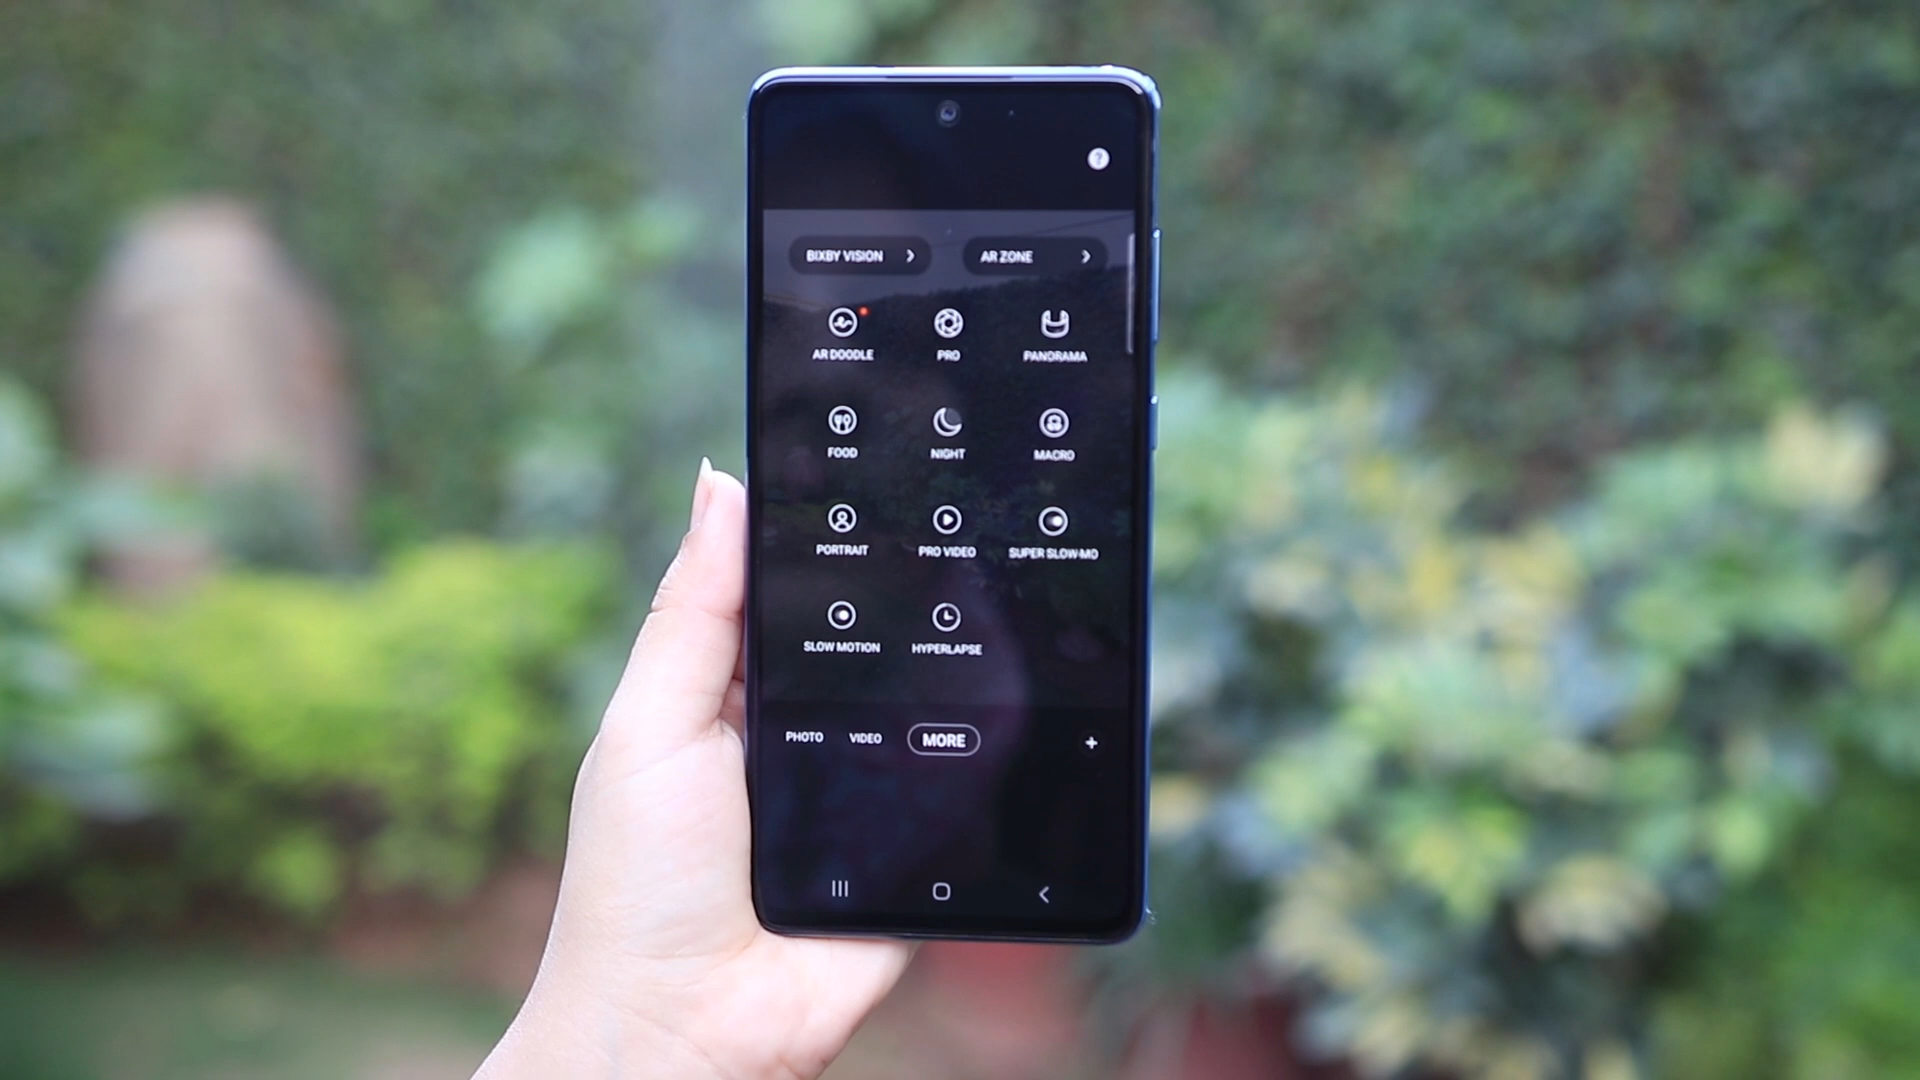 ?
BIXBY VISION >
AR ZONE >
AR DOODLE
PRO
PANORAMA
FOOD
NIGHT
MACRO
PORTRAIT
PRO VIDEO
SUPER SLOW-MO
SLOW MOTION
HYPERLAPSE
PHOTO VIDEO MORE +